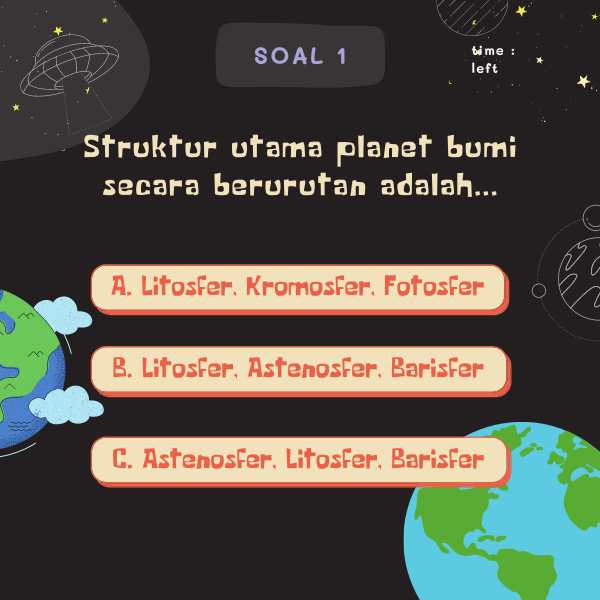 SOAL 1
time :
left
Struktur utama planet bumi
secara berurutan adalah...
A. Litosfer, Kromosfer, Fotosfer
B. Litosfer, Astenosfer, Barisfer
C. Astenosfer, Litosfer, Barisfer